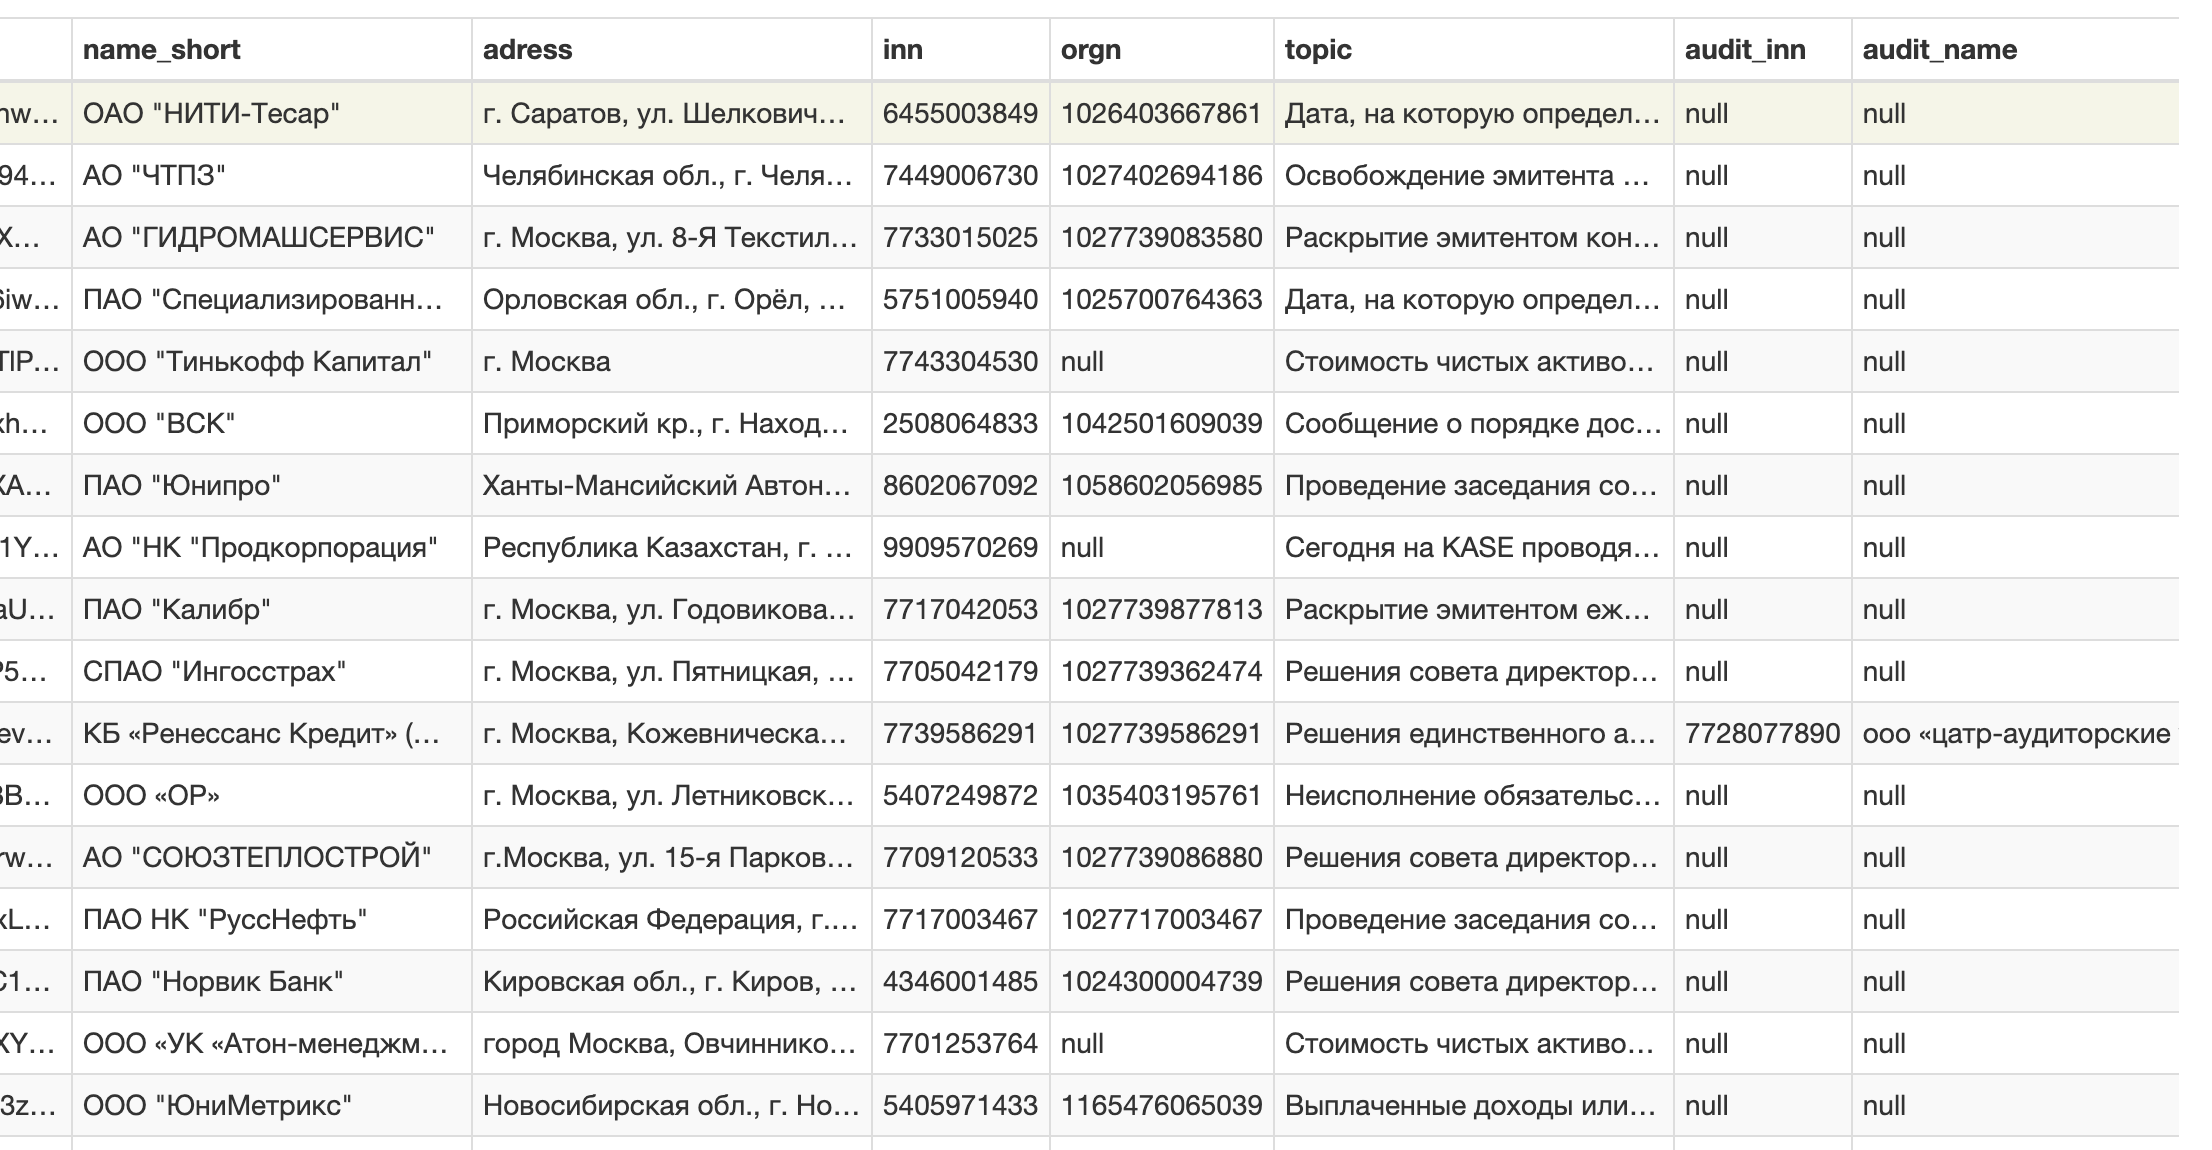 name_short adress inn orgn topic audit_inn audit_name
nw... ОАО "НИТИ-Тесар" г. Саратов, ул. Шелкович... 6455003849 1026403667861 Дата, на которую определ... null null
94... АО "ЧТПЗ" Челябинская обл., г. Челя... 7449006730 1027402694186 Освобождение эмитента ... null null
X... АО "ГИДРОМАШСЕРВИС" г. Москва, ул. 8-Я Текстил... 7733015025 1027739083580 Раскрытие эмитентом кон... null null
6iw... ПАО "Специализированн... Орловская обл., г. Орёл, ... 5751005940 1025700764363 Дата, на которую определ... null null
TIP... ООО "Тинькофф Капитал" г. Москва 7743304530 null Стоимость чистых активо... null null
xh... ООО "ВСК" Приморский кр., г. Наход... 2508064833 1042501609039 Сообщение о порядке дос... null null
XA... ПАО "Юнипро" Ханты-Мансийский Автон... 8602067092 1058602056985 Проведение заседания со... null null
1Y... АО "НК "Продкорпорация" Республика Казахстан, г. ... 9909570269 null Сегодня на KASE проводя... null null
aU... ПАО "Калибр" г. Москва, ул. Годовикова... 7717042053 1027739877813 Раскрытие эмитентом еж... null null
P5... СПАО "Ингосстрах" г. Москва, ул. Пятницкая, ... 7705042179 1027739362474 Решения совета директор... null null
ev... КБ «Ренессанс Кредит» (... г. Москва, Кожевническа... 7739586291 1027739586291 Решения единственного а... 7728077890 ооо «цатр-аудиторские
3B... ООО «ОР» г. Москва, ул. Летниковск... 5407249872 1035403195761 Неисполнение обязательс... null null
rw... АО "СОЮЗТЕПЛОСТРОЙ" г.Москва, ул. 15-я Парков... 7709120533 1027739086880 Решения совета директор... null null
xL... ПАО НК "РуссНефть" Российская Федерация, г.... 7717003467 1027717003467 Проведение заседания со... null null
C1... ПАО "Норвик Банк" Кировская обл., г. Киров, ... 4346001485 1024300004739 Решения совета директор... null null
XY... ООО «УК «Атон-менеджм... город Москва, Овчиннико... 7701253764 null Стоимость чистых активо... null null
3z... ООО "ЮниМетрикс" Новосибирская обл., г. Но... 5405971433 1165476065039 Выплаченные доходы или... null null